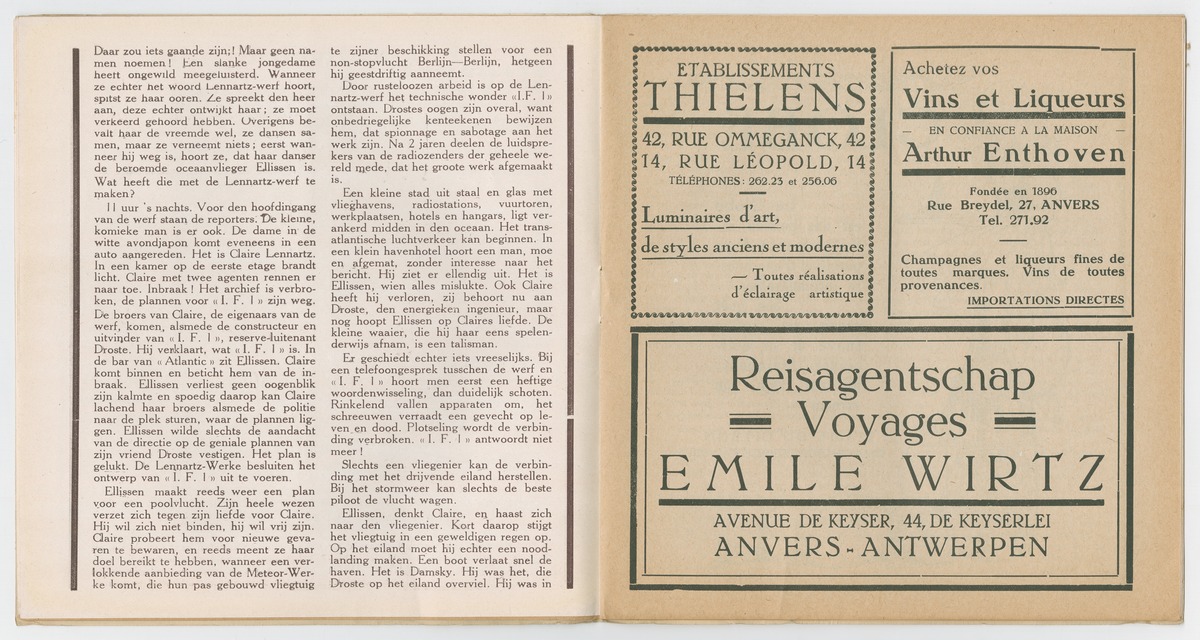 Daar zou iets gaande zijn;! Maar geen na-
men noemen! Een slanke jongedame
heeft ongewild meegeluisterd. Wanneer
ze echter het woord Lennartz-werf hoort,
spitst ze haar ooren. Ze spreekt den heer
aan, deze echter ontwijkt haar; ze moet
verkeerd gehoord hebben. Overigens be-
valt haar de vreemde wel, ze dansen sa-
men, maar ze verneemt niets; eerst wan-
neer hij weg is, hoort ze, dat haar danser
de beroemde oceaanvlieger Ellissen is.
Wat heeft die met de Lennartz-werf te
maken?
11 uur 's nachts. Voor den hoofdingang
van de werf staan de reporters. De kleine,
komieke man is er ook. De dame in de
witte avondjapon komt eveneens in een
auto aangereden. Het is Claire Lennartz.
In een kamer op de eerste etage brandt
licht. Claire met twee agenten rennen er
naar toe. Inbraak! Het archief is verbro-
ken, de plannen voor « I. F. 1 » zijn weg.
De broers van Claire, de eigenaars van de
werf, komen, alsmede de constructeur en
uitvinder van « I. F. 1 », reserve-luitenant
Droste. Hij verklaart, wat « I. F. 1 » is. In
de bar van « Atlantic » zit Ellissen. Claire
komt binnen en beticht hem van de in-
braak. Ellissen verliest geen oogenblik
zijn kalmte en spoedig daarop kan Claire
lachend haar broers alsmede de politie
naar de plek sturen, waar de plannen lig-
gen. Ellissen wilde slechts de aandacht
van de directie op de geniale plannen van
zijn vriend Droste vestigen. Het plan is
gelukt. De Lennartz-Werke besluiten het
ontwerp van « I. F. 1 » uit te voeren.
Ellissen maakt reeds weer een plan
voor een poolvlucht. Zijn heele wezen
verzet zich tegen zijn liefde voor Claire.
Hij wil zich niet binden, hij wil vrij zijn.
Claire probeert hem voor nieuwe geva-
ren te bewaren, en reeds meent ze haar
doel bereikt te hebben, wanneer een ver-
lokkende aanbieding van de Meteor-Wer-
ke komt, die hun pas gebouwd vliegtuig
te zijner beschikking stellen voor een
non-stopvlucht Berlijn—Berlijn, hetgeen
hij geestdriftig aanneemt.
Door rusteloozen arbeid is op de Len-
nartz-werf het technische wonder «I.F. 1»
ontstaan. Drostes oogen zijn overal, want
onbedriegelijke kenteekenen bewijzen
hem, dat spionnage en sabotage aan het
werk zijn. Na 2 jaren deelen de luidspre-
kers van de radiozenders der geheele we-
reld mede, dat het groote werk afgemaakt
is.
Een kleine stad uit staal en glas met
vlieghavens, radiostations, vuurtoren,
werkplaatsen, hotels en hangars, ligt ver-
ankerd midden in den oceaan. Het trans-
atlantische luchtverkeer kan beginnen. In
een klein havenhotel hoort een man, moe
en afgemat, zonder interesse naar het
bericht. Hij ziet er ellendig uit. Het is
Ellissen, wien alles mislukte. Ook Claire
heeft hij verloren, zij behoort nu aan
Droste, den energieken ingenieur, maar
nog hoopt Ellissen op Claires liefde. De
kleine waaier, die hij haar eens spelen-
derwijs afnam, is een talisman.
Er geschiedt echter iets vreeselijks. Bij
een telefoongesprek tusschen de werf en
« I. F. 1 » hoort men eerst een heftige
woordenwisseling, dan duidelijk schoten.
Rinkelend vallen apparaten om, het
schreeuwen verraadt een gevecht op le-
ven en dood. Plotseling wordt de verbin-
ding verbroken. « I. F. 1 » antwoordt niet
meer!
Slechts een vliegenier kan de verbin-
ding met het drijvende eiland herstellen.
Bij het stormweer kan slechts de beste
piloot de vlucht wagen.
Ellissen, denkt Claire, en haast zich
naar den vliegenier. Kort daarop stijgt
het vliegtuig in een geweldigen regen op.
Op het eiland moet hij echter een nood-
landing maken. Een boot verlaat snel de
haven. Het is Damsky. Hij was het, die
Droste op het eiland overviel. Hij was in
ETABLISSEMENTS
THIELENS
42, RUE OMMEGANCK, 42
14, RUE LÉOPOLD, 14
TÉLÉPHONES: 262.23 et 256.06
Luminaires d'art,
de styles anciens et modernes
— Toutes réalisations
d'éclairage artistique
Achetez vos
Vins et Liqueurs
— EN CONFIANCE A LA MAISON —
Arthur Enthoven
Fondée en 1896
Rue Breydel, 27, ANVERS
Tel. 271.92
Champagnes et liqueurs fines de
toutes marques. Vins de toutes
provenances.
IMPORTATIONS DIRECTES
Reisagentschap
Voyages
EMILE WIRTZ
AVENUE DE KEYSER, 44, DE KEYSERLEI
ANVERS - ANTWERPEN